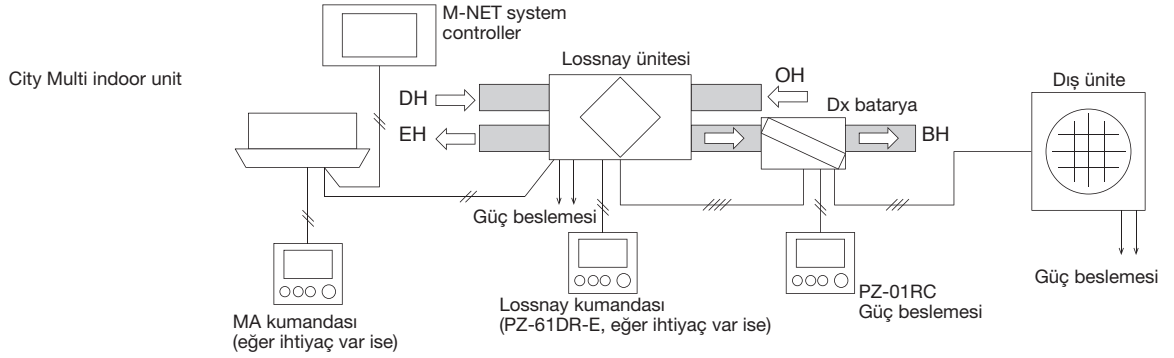 M-NET system
controller
Lossnay ünitesi
City Multi indoor unit
OH
Dış ünite
DH
Dx batarya
EH
BH
Güç beslemesi
Güç beslemesi
MA kumandası
(eğer ihtiyaç var ise)
Lossnay kumandası
(PZ-61DR-E, eğer ihtiyaç var ise)
PZ-01RC
Güç beslemesi